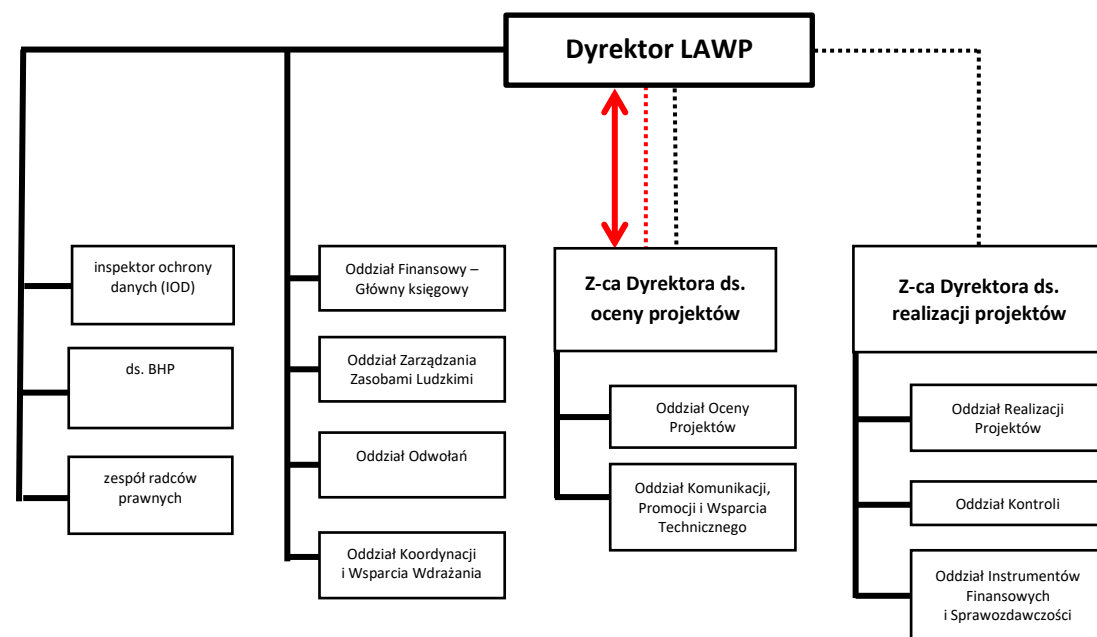 Dyrektor LAWP
inspektor ochrony
danych (IOD)
ds. BHP
zespół radców
prawnych
Oddział Finansowy –
Główny księgowy
Oddział Zarządzania
Zasobami Ludzkimi
Oddział Odwołań
Oddział Koordynacji
i Wsparcia Wdrażania
Z-ca Dyrektora ds.
oceny projektów
Oddział Oceny
Projektów
Oddział Komunikacji,
Promocji i Wsparcia
Technicznego
Z-ca Dyrektora ds.
realizacji projektów
Oddział Realizacji
Projektów
Oddział Kontroli
Oddział Instrumentów
Finansowych
i Sprawozdawczości